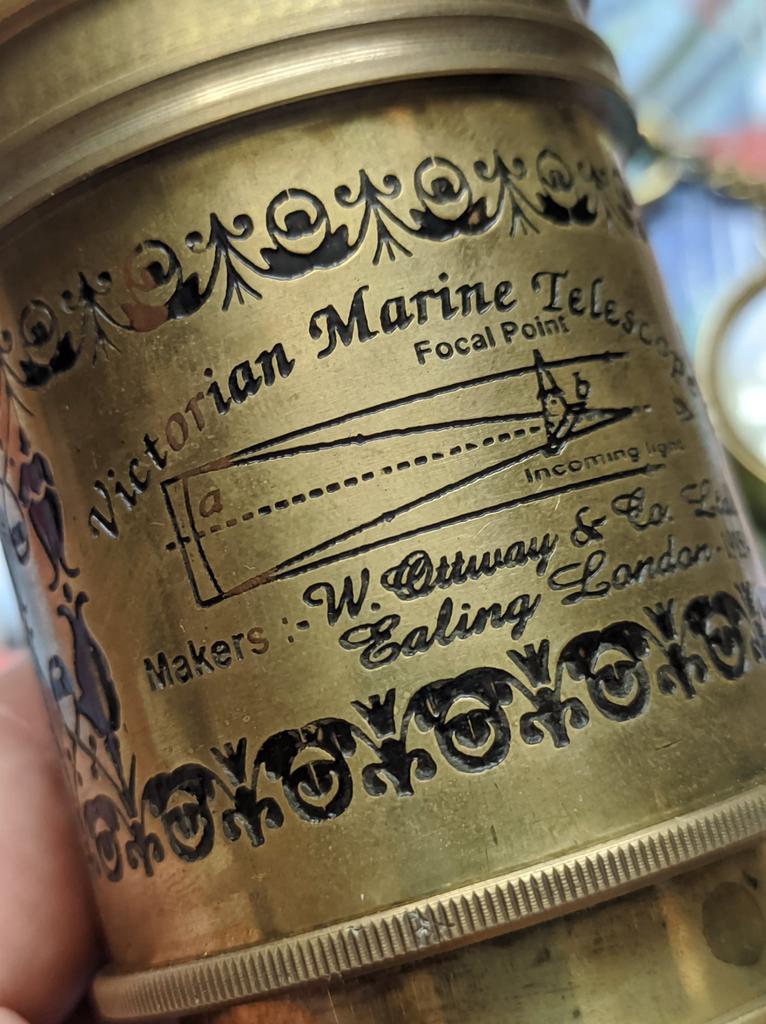 Victorian Marine Telescope
Focal Point
b
a
Incoming light
Makers :- W. Ottway & Co. Ltd.
Ealing London